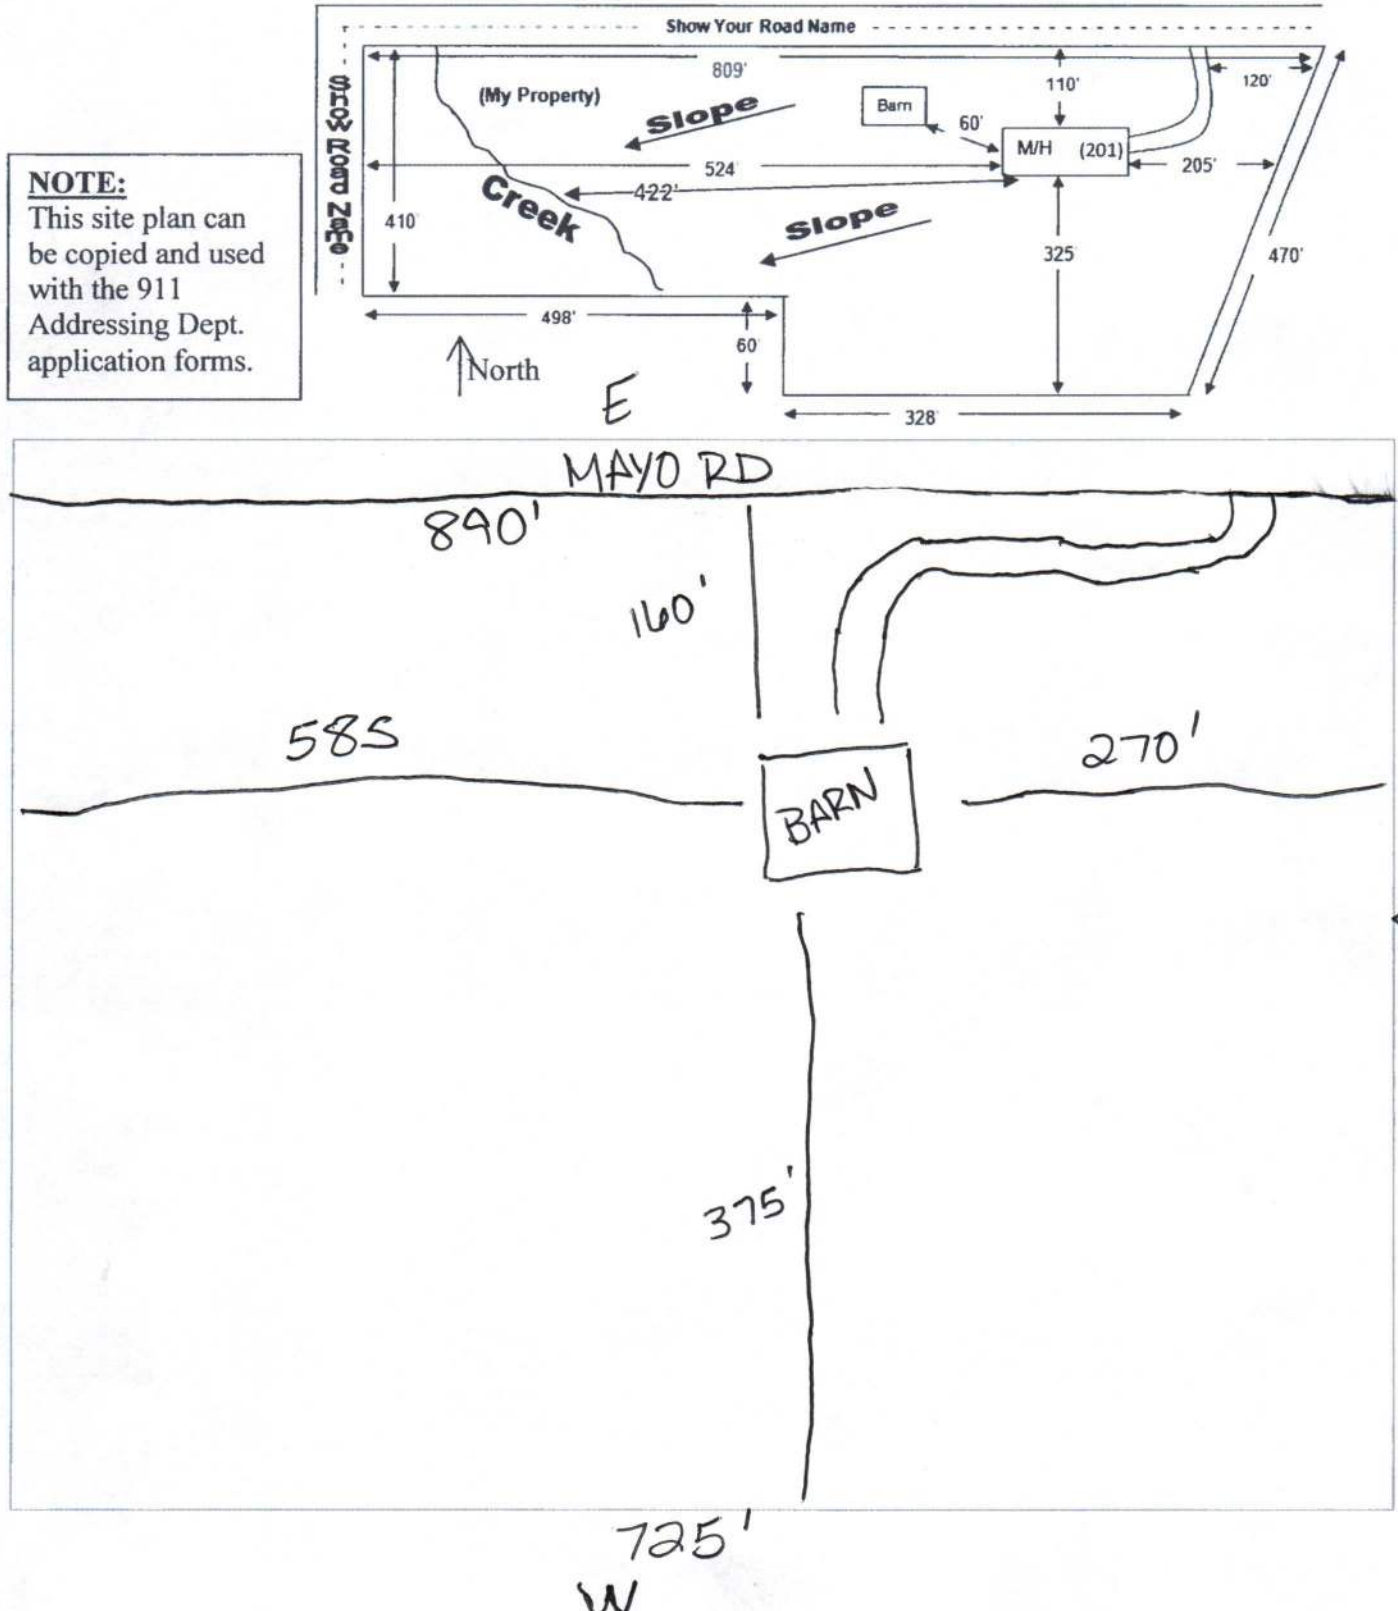 Show Your Road Name
Show Road Name
809'
110'
120'
(My Property)
Slope
Barn
60'
M/H (201)
524'
205'
422'
410'
Creek
Slope
325'
470'
498'
60'
328'
North
NOTE:
This site plan can
be copied and used
with the 911
Addressing Dept.
application forms.
E
MAYO RD
890'
160'
585
270'
BARN
375'
725'
W